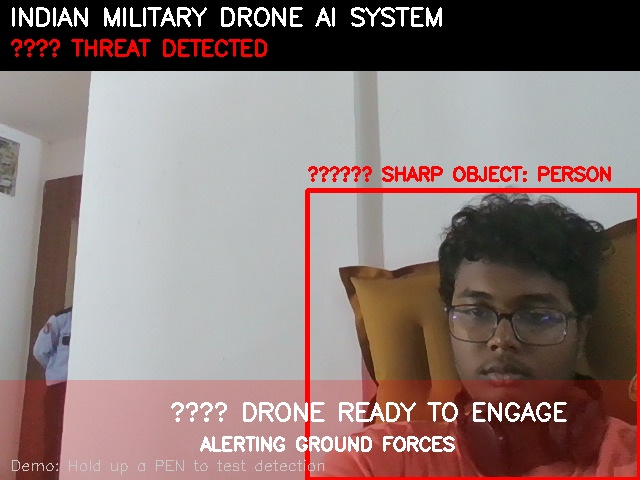 INDIAN MILITARY DRONE AI SYSTEM
???? THREAT DETECTED
?????? SHARP OBJECT: PERSON
???? DRONE READY TO ENGAGE
ALERTING GROUND FORCES
Demo: Hold up a PEN to test detection